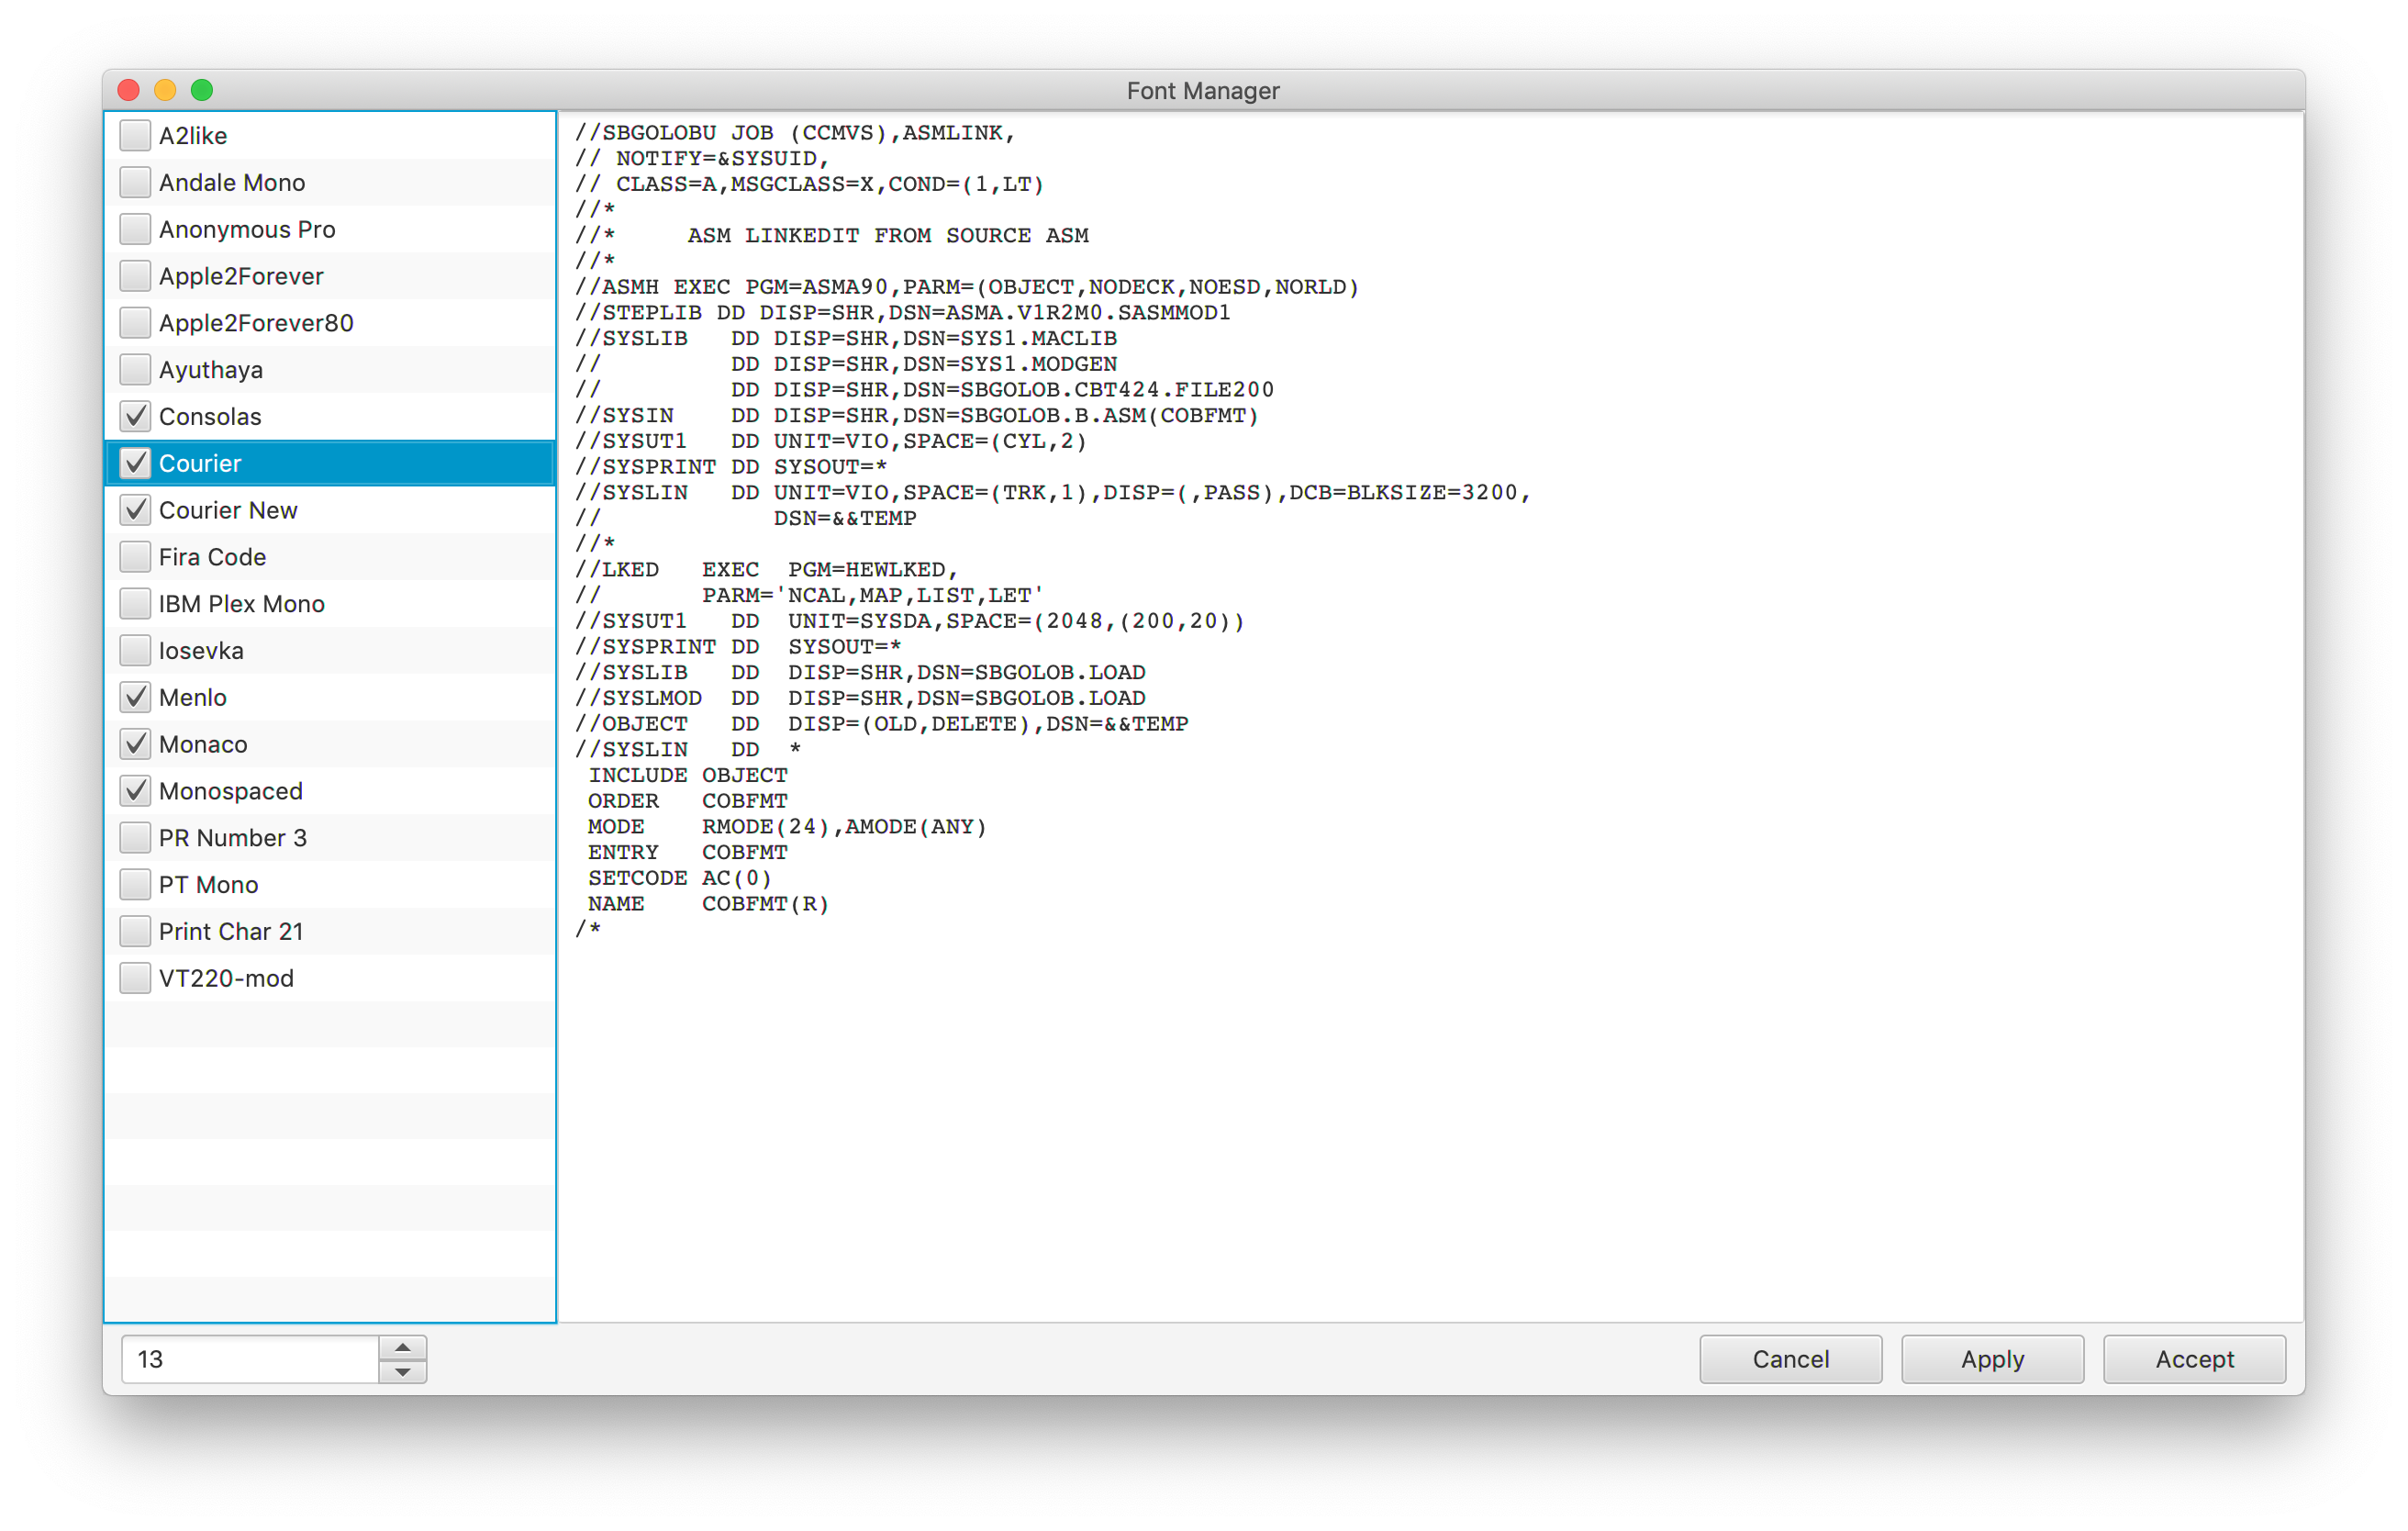 Font Manager
A2like
Andale Mono
Anonymous Pro
Apple2Forever
Apple2Forever80
Ayuthaya
Consolas
Courier
Courier New
Fira Code
IBM Plex Mono
Iosevka
Menlo
Monaco
Monospaced
PR Number 3
PT Mono
Print Char 21
VT220-mod
//SBGOLOBU JOB (CCMVS),ASMLINK,
// NOTIFY=&SYSUID,
// CLASS=A,MSGCLASS=X,COND=(1,LT)
//*
//*     ASM LINKEDIT FROM SOURCE ASM
//*
//ASMH EXEC PGM=ASMA90,PARM=(OBJECT,NODECK,NOESD,NORLD)
//STEPLIB DD DISP=SHR,DSN=ASMA.V1R2M0.SASMMOD1
//SYSLIB   DD DISP=SHR,DSN=SYS1.MACLIB
//         DD DISP=SHR,DSN=SYS1.MODGEN
//         DD DISP=SHR,DSN=SBGOLOB.CBT424.FILE200
//SYSIN    DD DISP=SHR,DSN=SBGOLOB.B.ASM(COBFMT)
//SYSUT1   DD UNIT=VIO,SPACE=(CYL,2)
//SYSPRINT DD SYSOUT=*
//SYSLIN   DD UNIT=VIO,SPACE=(TRK,1),DISP=(,PASS),DCB=BLKSIZE=3200,
//            DSN=&&TEMP
//*
//LKED   EXEC  PGM=HEWLKED,
//       PARM='NCAL,MAP,LIST,LET'
//SYSUT1   DD  UNIT=SYSDA,SPACE=(2048,(200,20))
//SYSPRINT DD  SYSOUT=*
//SYSLIB   DD  DISP=SHR,DSN=SBGOLOB.LOAD
//SYSLMOD  DD  DISP=SHR,DSN=SBGOLOB.LOAD
//OBJECT   DD  DISP=(OLD,DELETE),DSN=&&TEMP
//SYSLIN   DD  *
 INCLUDE OBJECT
 ORDER   COBFMT
 MODE    RMODE(24),AMODE(ANY)
 ENTRY   COBFMT
 SETCODE AC(0)
 NAME    COBFMT(R)
/*
13
Cancel
Apply
Accept